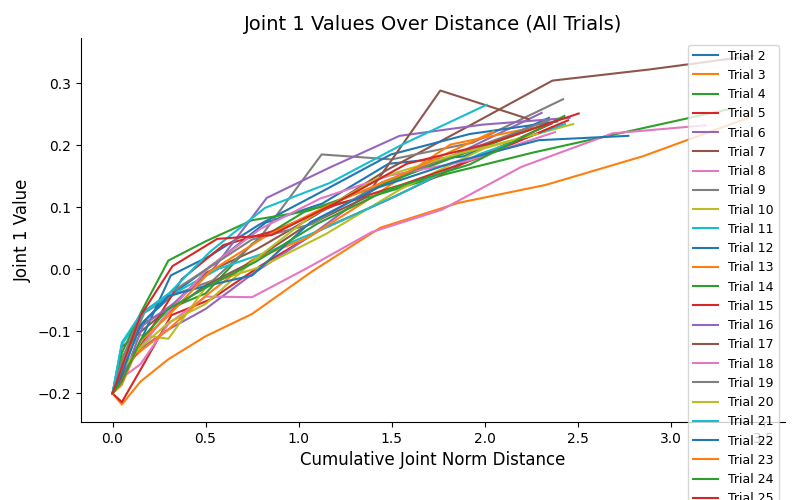 Joint 1 Values Over Distance (All Trials)
Joint 1 Value
0.3
0.2
0.1
0.0
−0.1
−0.2
0.0
0.5
1.0
1.5
2.0
2.5
3.0
Cumulative Joint Norm Distance
Trial 2
Trial 3
Trial 4
Trial 5
Trial 6
Trial 7
Trial 8
Trial 9
Trial 10
Trial 11
Trial 12
Trial 13
Trial 14
Trial 15
Trial 16
Trial 17
Trial 18
Trial 19
Trial 20
Trial 21
Trial 22
Trial 23
Trial 24
Trial 25